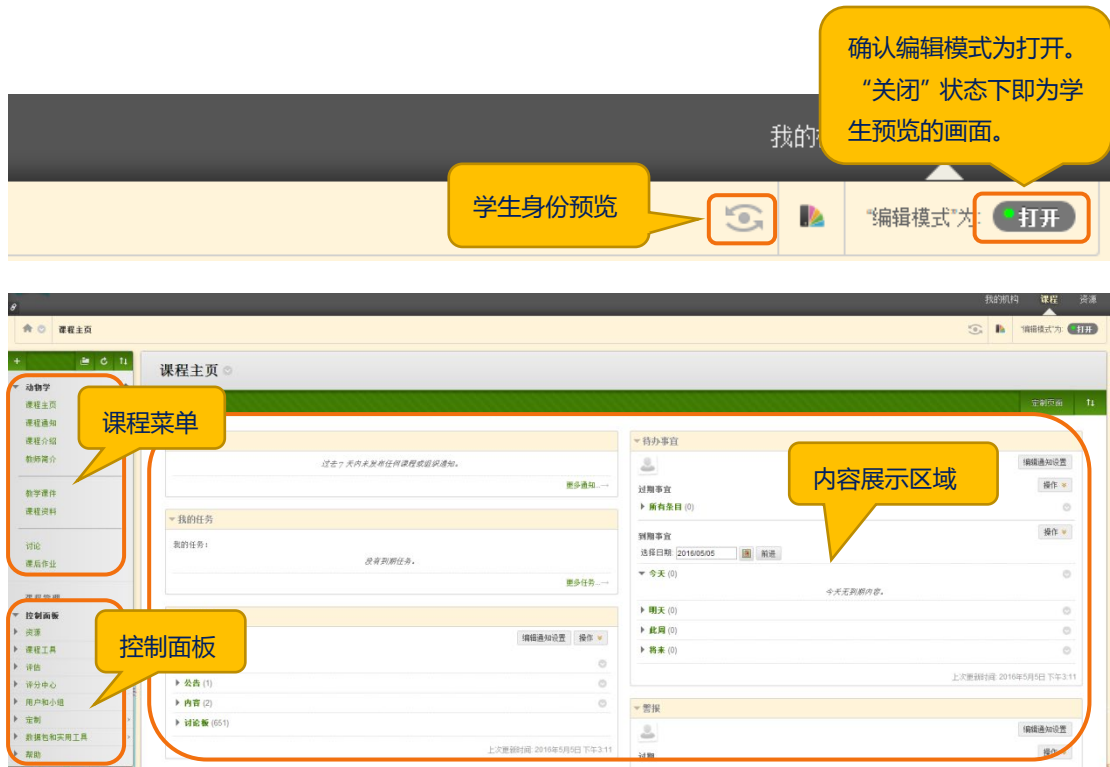 确认编辑模式为打开。
“关闭”状态下即为学
生预览的画面。
我的
学生身份预览
"编辑模式"为:
打开
我的机构
课程
资源
课程主页
"编辑模式"为:
打开
课程主页
定制页面
动物学
课程主页
课程通知
课程介绍
教师简介
教学课件
课程资料
讨论
课后作业
课程菜单
控制面板
资源
课程工具
评估
评分中心
用户和小组
定制
数据包和实用工具
帮助
控制面板
过去 7 天内未发布任何课程或组织通知。
更多通知...→
我的任务
我的任务:
没有到期任务。
更多任务...→
编辑通知设置
操作
公告 (1)
内容 (2)
讨论板 (651)
上次更新时间: 2016年5月5日 下午3:11
待办事宜
编辑通知设置
过期事宜
操作
所有条目 (0)
内容展示区域
到期事宜
操作
选择日期: 2016/05/05 前进
今天 (0)
今天无到期内容。
明天 (0)
此周 (0)
将来 (0)
上次更新时间: 2016年5月5日 下午3:11
警报
编辑通知设置
过期
操作